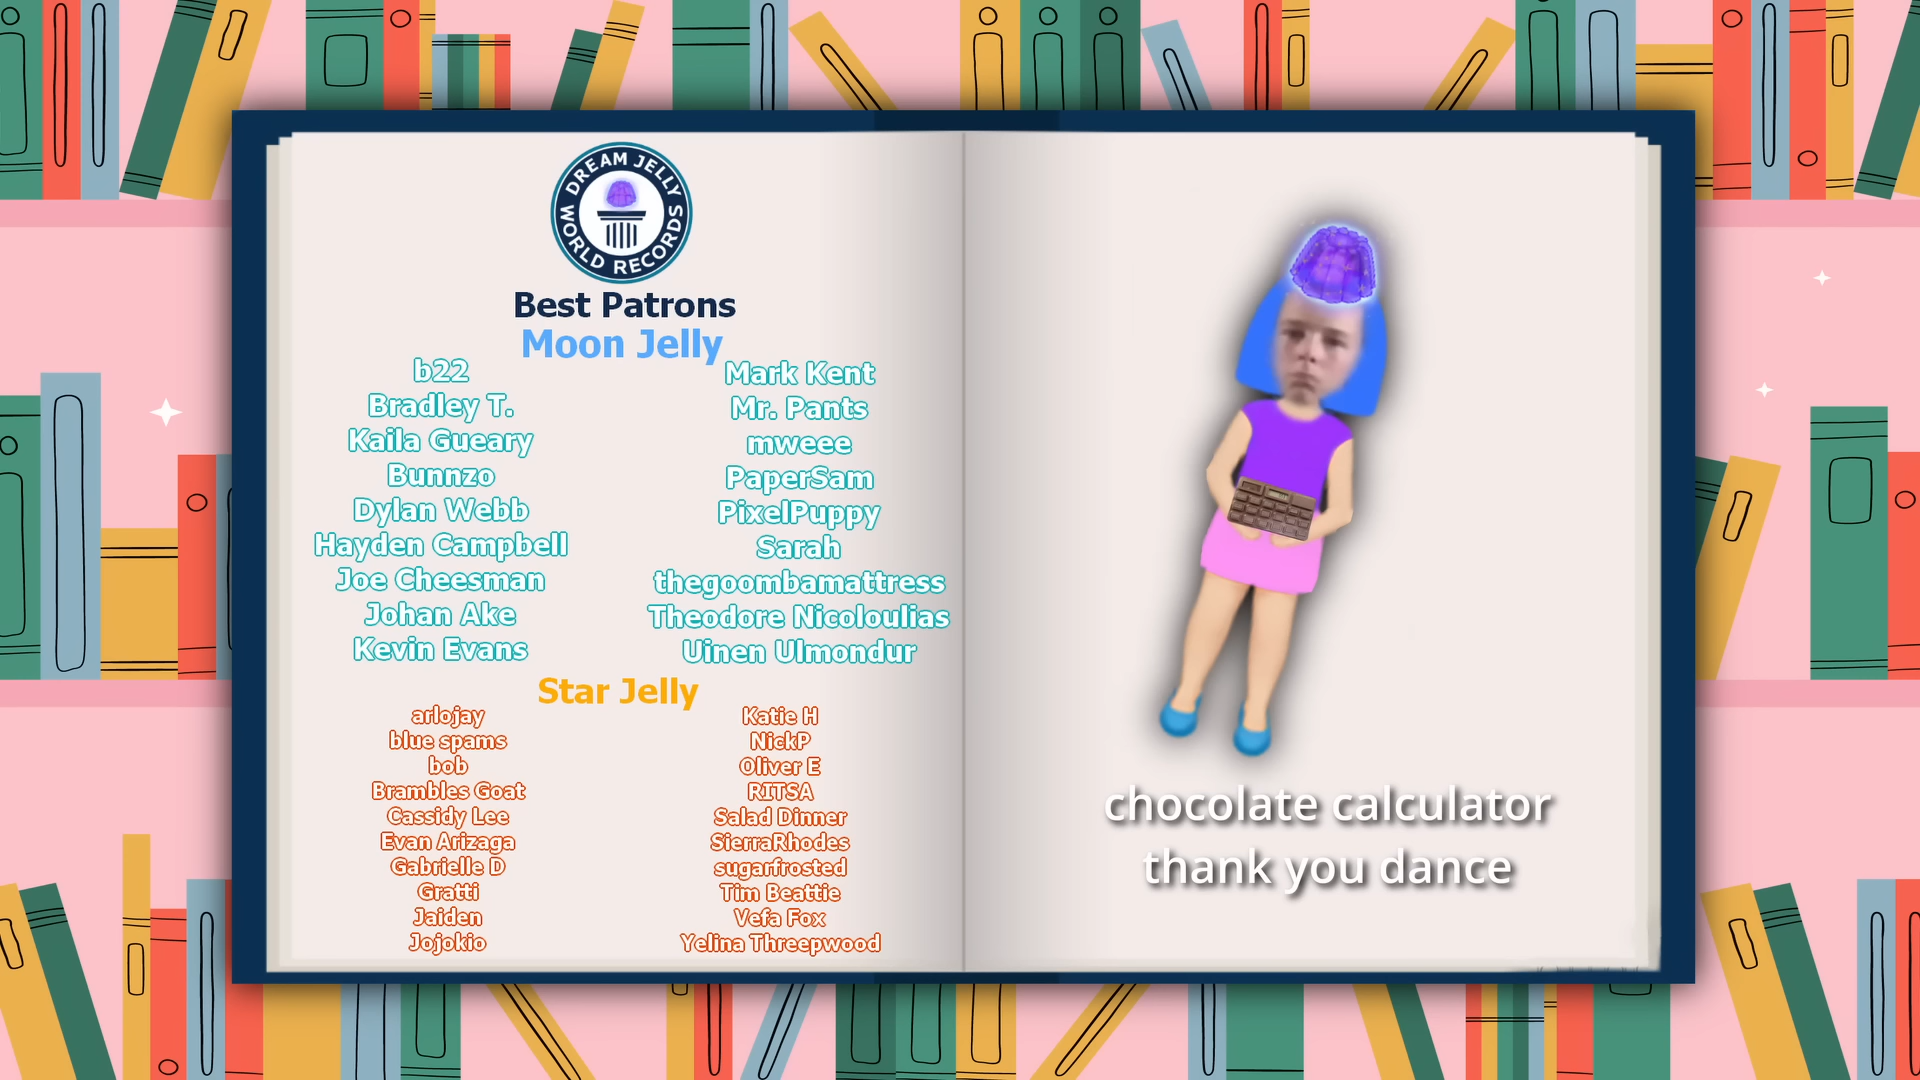 DREAM JELLY
WORLD RECORDS
Best Patrons
Moon Jelly
b22
Bradley T.
Kaila Gueary
Bunnzo
Dylan Webb
Hayden Campbell
Joe Cheesman
Johan Ake
Kevin Evans
Mark Kent
Mr. Pants
mweee
PaperSam
PixelPuppy
Sarah
thegoombamattress
Theodore Nicoloulias
Uinen Ulmondur
Star Jelly
arlojay
blue spams
bob
Brambles Goat
Cassidy Lee
Evan Arizaga
Gabrielle D
Gratti
Jaiden
Jojokio
Katie H
NickP
Oliver E
RITSA
Salad Dinner
SierraRhodes
sugarfrosted
Tim Beattie
Vefa Fox
Yelina Threepwood
chocolate calculator
thank you dance